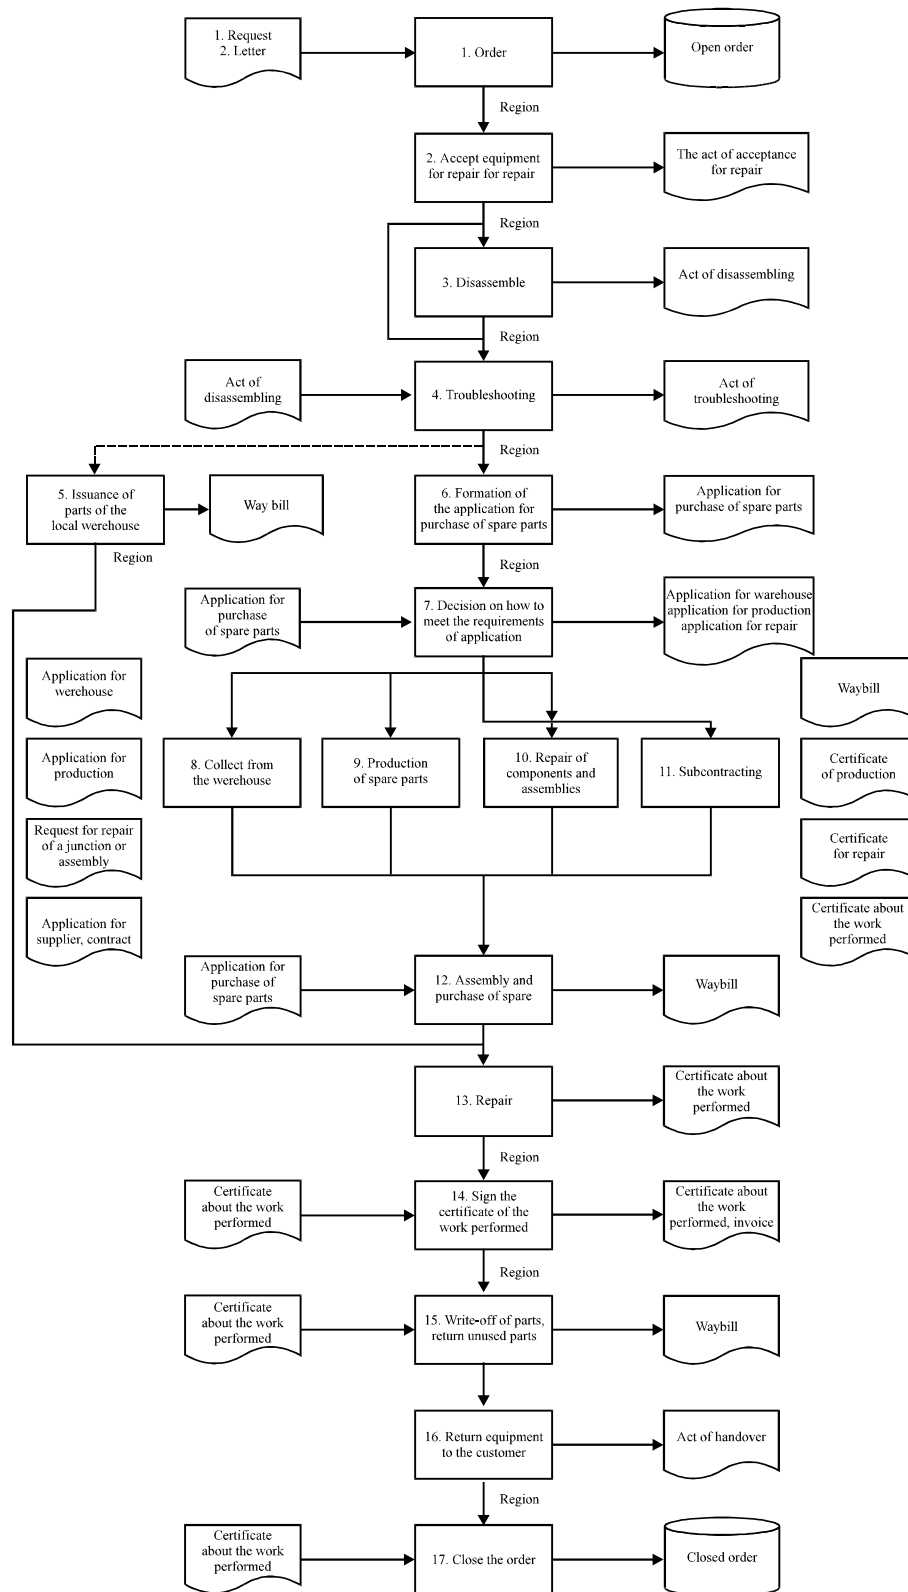 1. Request
2. Letter
1. Order
Open order
Region
2. Accept equipment
for repair for repair
The act of acceptance
for repair
Region
3. Disassemble
Act of disassembling
Region
Act of
disassembling
4. Troubleshooting
Act of
troubleshooting
Region
5. Issuance of
parts of the
local werehouse
Way bill
6. Formation of
the application for
purchase of spare parts
Application for
purchase of spare parts
Region
Region
Application for
purchase
of spare parts
7. Decision on how to
meet the requirements
of application
Application for warehouse
application for production
application for repair
Application for
werehouse
Waybill
Application for
production
8. Collect from
the werehouse
9. Production
of spare parts
10. Repair of
components and
assemblies
11. Subcontracting
Certificate
of production
Request for repair
of a junction or
assembly
Certificate
for repair
Application for
supplier, contract
Certificate about
the work
performed
Application for
purchase of
spare parts
12. Assembly and
purchase of spare
Waybill
13. Repair
Certificate about
the work
performed
Region
Certificate
about the work
performed
14. Sign the
certificate of the
work performed
Certificate about
the work
performed, invoice
Region
Certificate
about the work
performed
15. Write-off of parts,
return unused parts
Waybill
16. Return equipment
to the customer
Act of handover
Region
Certificate
about the work
performed
17. Close the order
Closed order